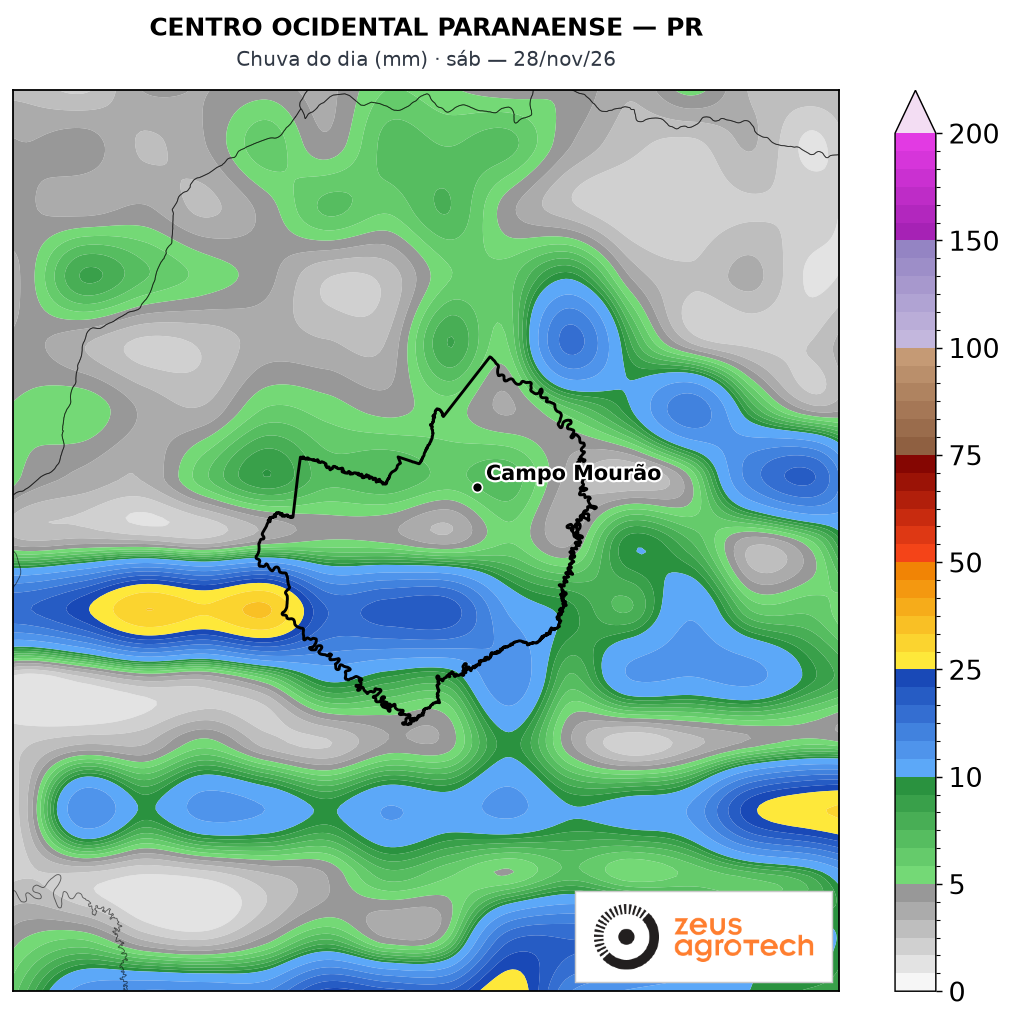 CENTRO OCIDENTAL PARANAENSE — PR
Chuva do dia (mm) · sáb — 28/nov/26
200
150
100
75
50
25
10
5
0
Campo Mourão
zeus
agrotech